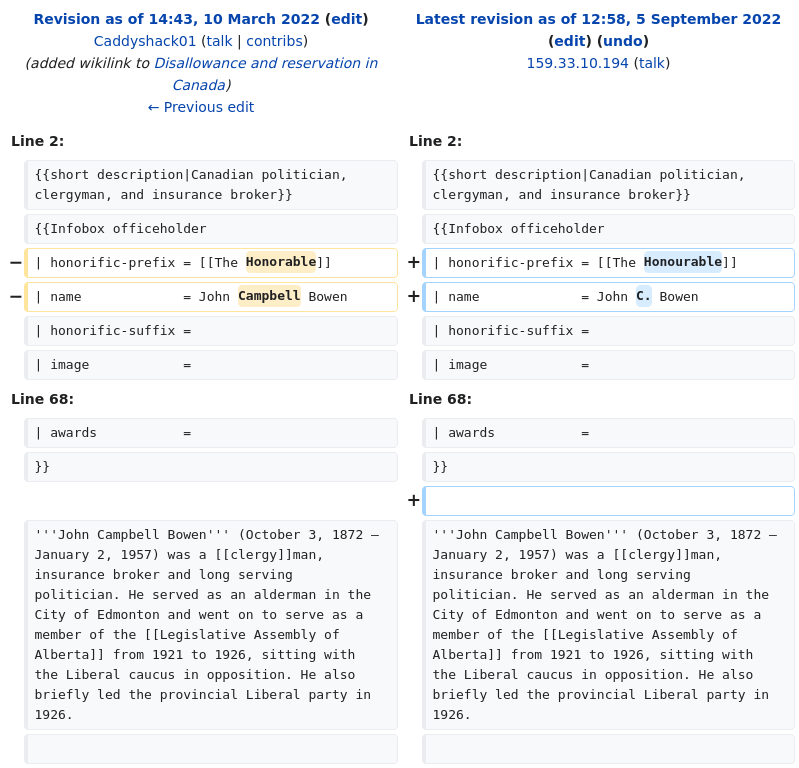 Revision as of 14:43, 10 March 2022 (edit)
Caddyshack01 (talk | contribs)
(added wikilink to Disallowance and reservation in
Canada)
← Previous edit
Latest revision as of 12:58, 5 September 2022
(edit) (undo)
159.33.10.194 (talk)
Line 2:
Line 2:
{{short description|Canadian politician,
clergyman, and insurance broker}}
{{short description|Canadian politician,
clergyman, and insurance broker}}
{{Infobox officeholder
{{Infobox officeholder
− | honorific-prefix = [[The Honorable]]
+ | honorific-prefix = [[The Honourable]]
− | name             = John Campbell Bowen
+ | name             = John C. Bowen
| honorific-suffix =
| honorific-suffix =
| image            =
| image            =
Line 68:
Line 68:
| awards           =
| awards           =
}}
}}
+
'''John Campbell Bowen''' (October 3, 1872 –
January 2, 1957) was a [[clergy]]man,
insurance broker and long serving
politician. He served as an alderman in the
City of Edmonton and went on to serve as a
member of the [[Legislative Assembly of
Alberta]] from 1921 to 1926, sitting with
the Liberal caucus in opposition. He also
briefly led the provincial Liberal party in
1926.
'''John Campbell Bowen''' (October 3, 1872 –
January 2, 1957) was a [[clergy]]man,
insurance broker and long serving
politician. He served as an alderman in the
City of Edmonton and went on to serve as a
member of the [[Legislative Assembly of
Alberta]] from 1921 to 1926, sitting with
the Liberal caucus in opposition. He also
briefly led the provincial Liberal party in
1926.